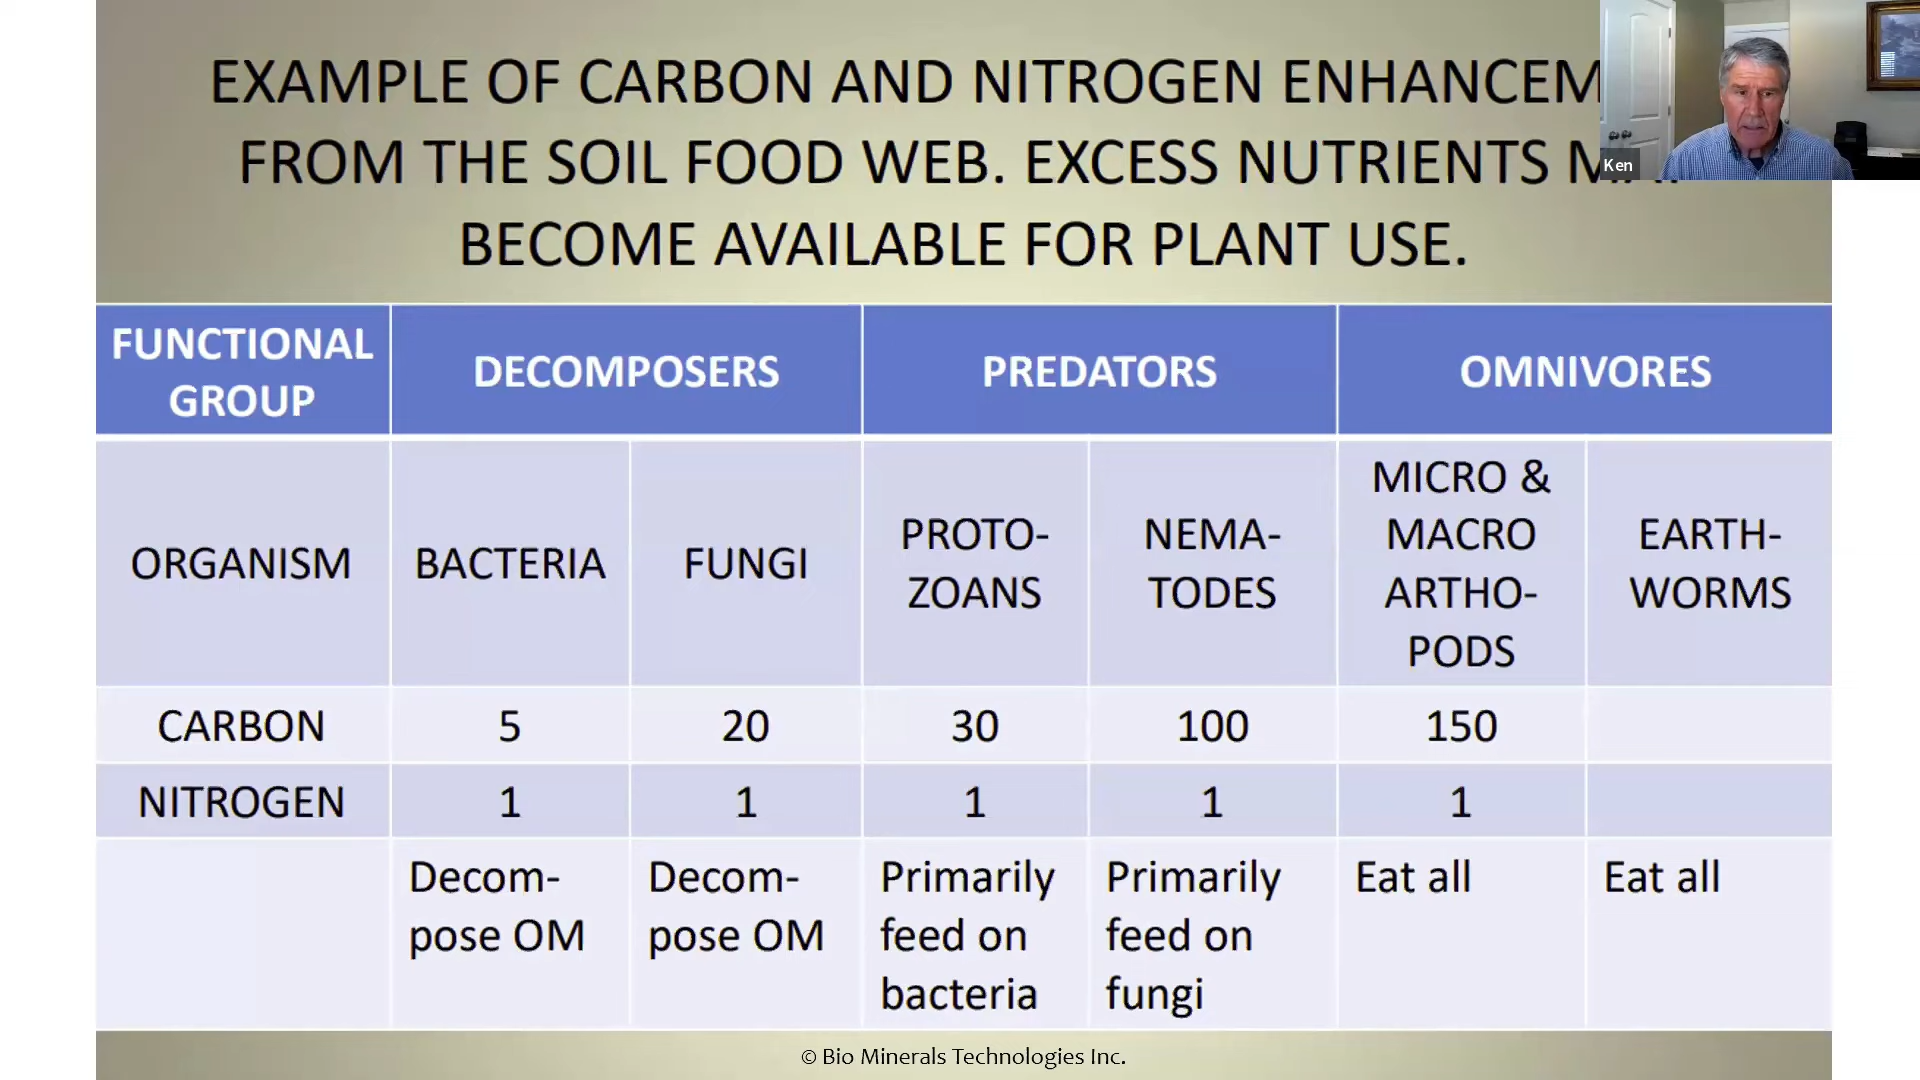 EXAMPLE OF CARBON AND NITROGEN ENHANCEM
FROM THE SOIL FOOD WEB. EXCESS NUTRIENTS
BECOME AVAILABLE FOR PLANT USE.
Ken
FUNCTIONAL GROUP DECOMPOSERS PREDATORS OMNIVORES
ORGANISM BACTERIA FUNGI PROTO-ZOANS NEMA-TODES MICRO & MACRO ARTHO-PODS EARTH-WORMS
CARBON 5 20 30 100 150
NITROGEN 1 1 1 1 1
Decom-pose OM Decom-pose OM Primarily feed on bacteria Primarily feed on fungi Eat all Eat all
© Bio Minerals Technologies Inc.